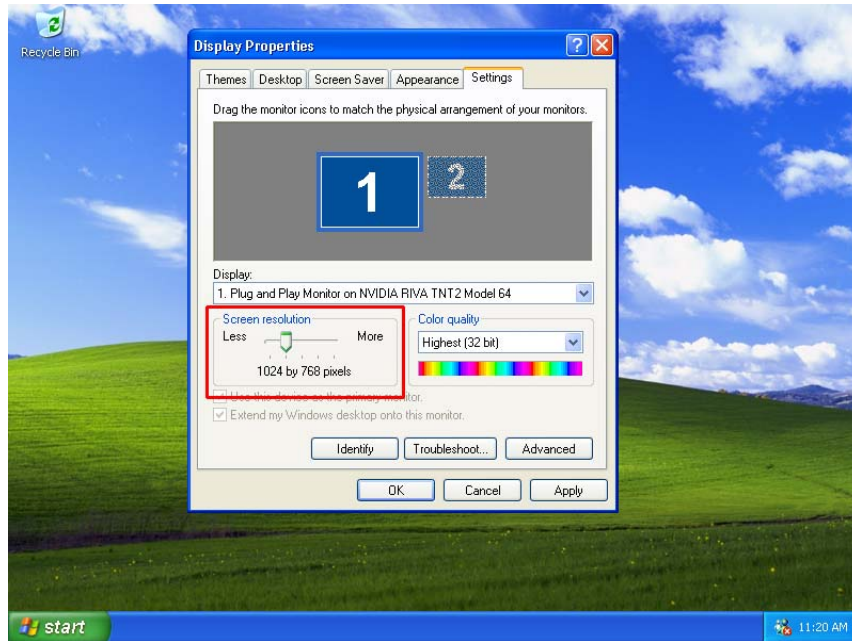 Recycle Bin
Display Properties
Themes Desktop Screen Saver Appearance Settings
Drag the monitor icons to match the physical arrangement of your monitors.
1 2
Display:
1. Plug and Play Monitor on NVIDIA RIVA TNT2 Model 64
Screen resolution
Less More
1024 by 768 pixels
Color quality
Highest (32 bit)
Use this device as the primary monitor.
Extend my Windows desktop onto this monitor.
Identify Troubleshoot... Advanced
OK Cancel Apply
start 11:20 AM